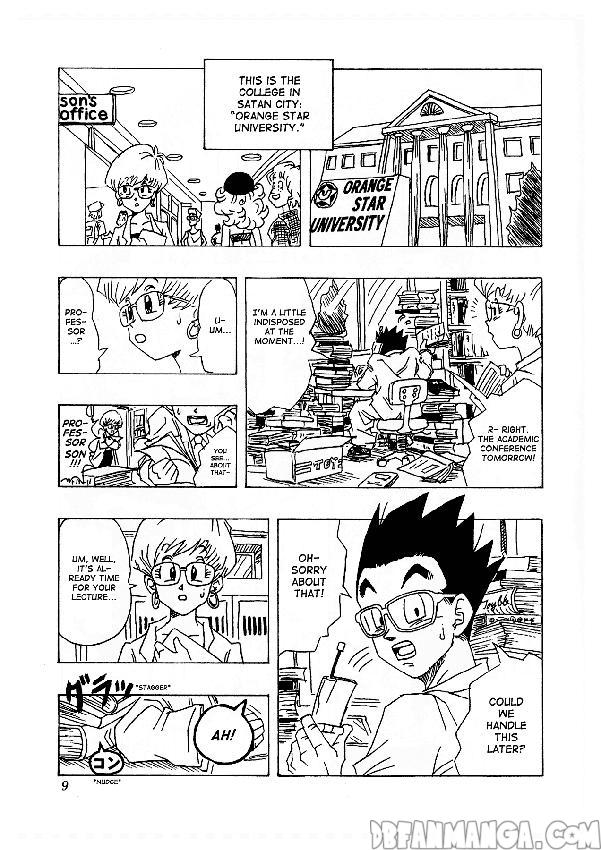 THIS IS THE
COLLEGE IN
SATAN CITY:
"ORANGE STAR
UNIVERSITY."
son's
office
ORANGE
STAR
UNIVERSITY
PRO-
FES-
SOR
...?
U-
UM...
I'M A LITTLE
INDISPOSED
AT THE
MOMENT...!
R- RIGHT.
THE ACADEMIC
CONFERENCE
TOMORROW!
PRO-
FES-
SOR
SON!!!
YOU
SEE...
ABOUT
THAT-
UM, WELL,
IT'S AL-
READY TIME
FOR YOUR
LECTURE...
OH-
SORRY
ABOUT
THAT!
COULD
WE
HANDLE
THIS
LATER?
グラッ
"STAGGER"
AH!
コン
"NUDGE"
9
DBFANMANGA.COM